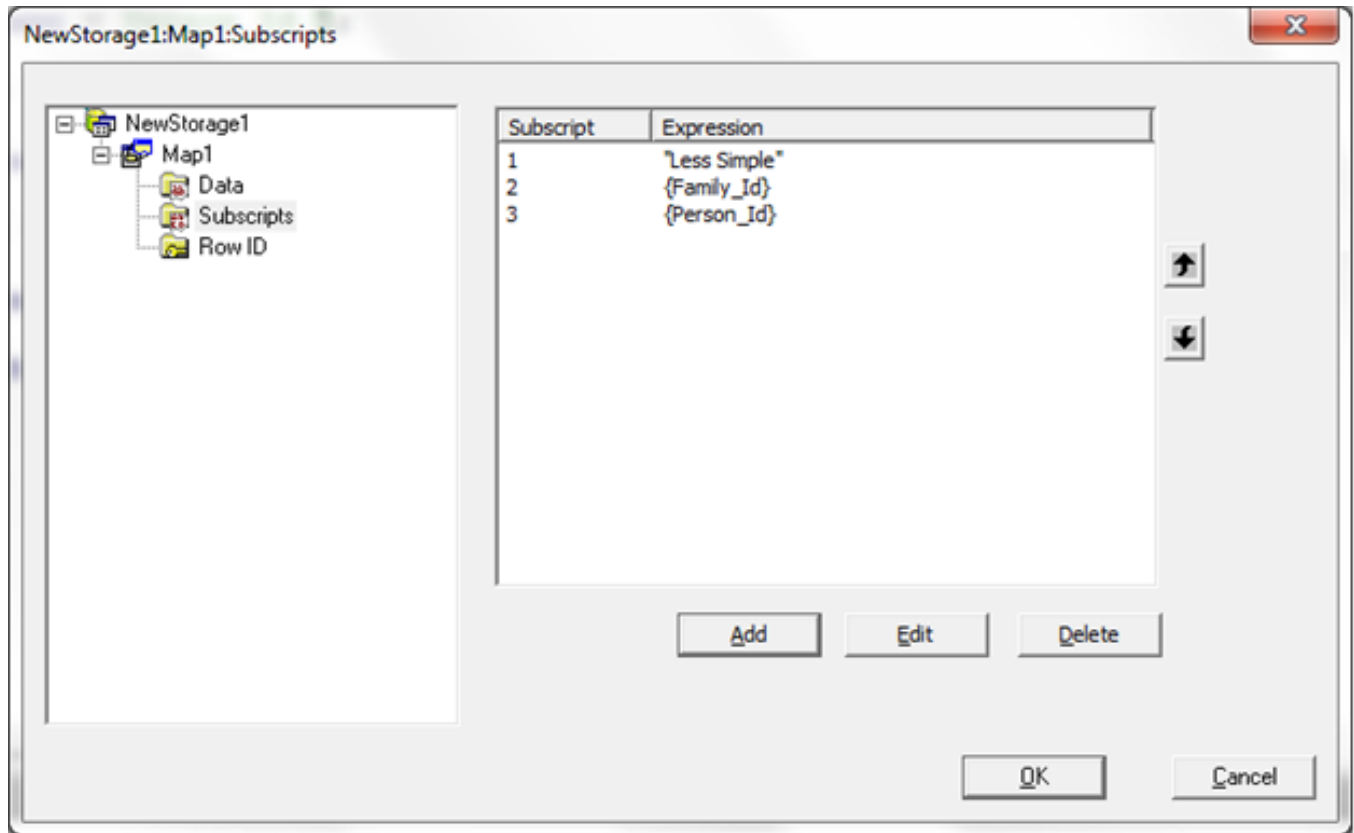 NewStorage1:Map1:Subscripts
NewStorage1
Map1
Data
Subscripts
Row ID
Subscript Expression
1 "Less Simple"
2 {Family_Id}
3 {Person_Id}
Add Edit Delete
OK Cancel